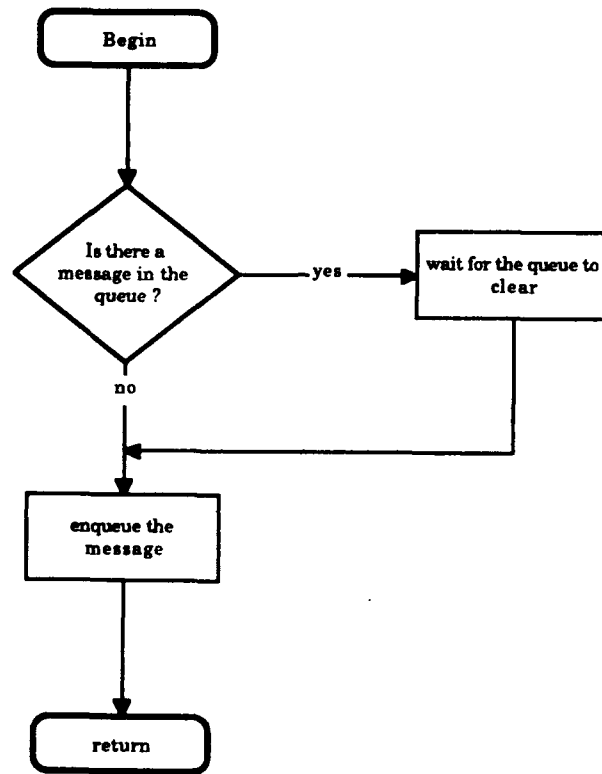 Begin
Is there a
message in the
queue ?
yes
wait for the queue to
clear
no
enqueue the
message
return